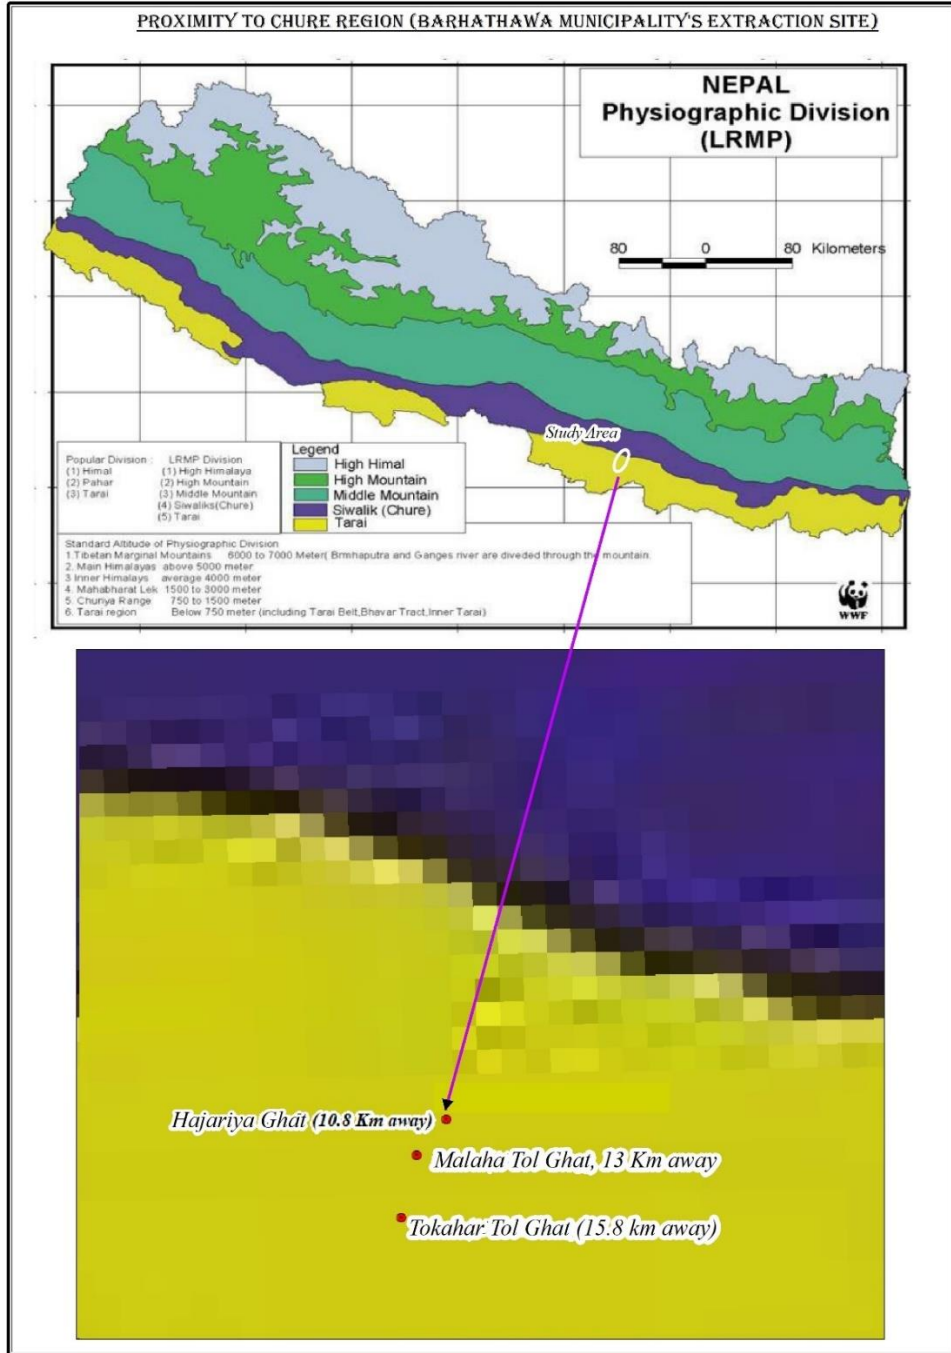 PROXIMITY TO CHURE REGION (BARHATHAWA MUNICIPALITY'S EXTRACTION SITE)
NEPAL
Physiographic Division
(LRMP)
80 0 80 Kilometers
Study Area
Popular Division : LRMP Division
(1) Himal (1) High Himalaya
(2) Pahar (2) High Mountain
(3) Tarai (3) Middle Mountain
(4) Siwaliks(Chure)
(5) Tarai
Legend
High Himal
High Mountain
Middle Mountain
Siwalik (Chure)
Tarai
Standard Altitude of Physiographic Division
1.Tibetan Marginal Mountains 6000 to 7000 Meter( Brmhaputra and Ganges river are diveded through the mountain.
2. Main Himalayas above 5000 meter
3 Inner Himalays average 4000 meter
4. Mahabharat Lek 1500 to 3000 meter
5. Churiya Range 750 to 1500 meter
6. Tarai region Below 750 meter (including Tarai Belt,Bhavar Tract,Inner Tarai)
WWF
Hajariya Ghat (10.8 Km away)
Malaha Tol Ghat, 13 Km away
Tokahar Tol Ghat (15.8 km away)